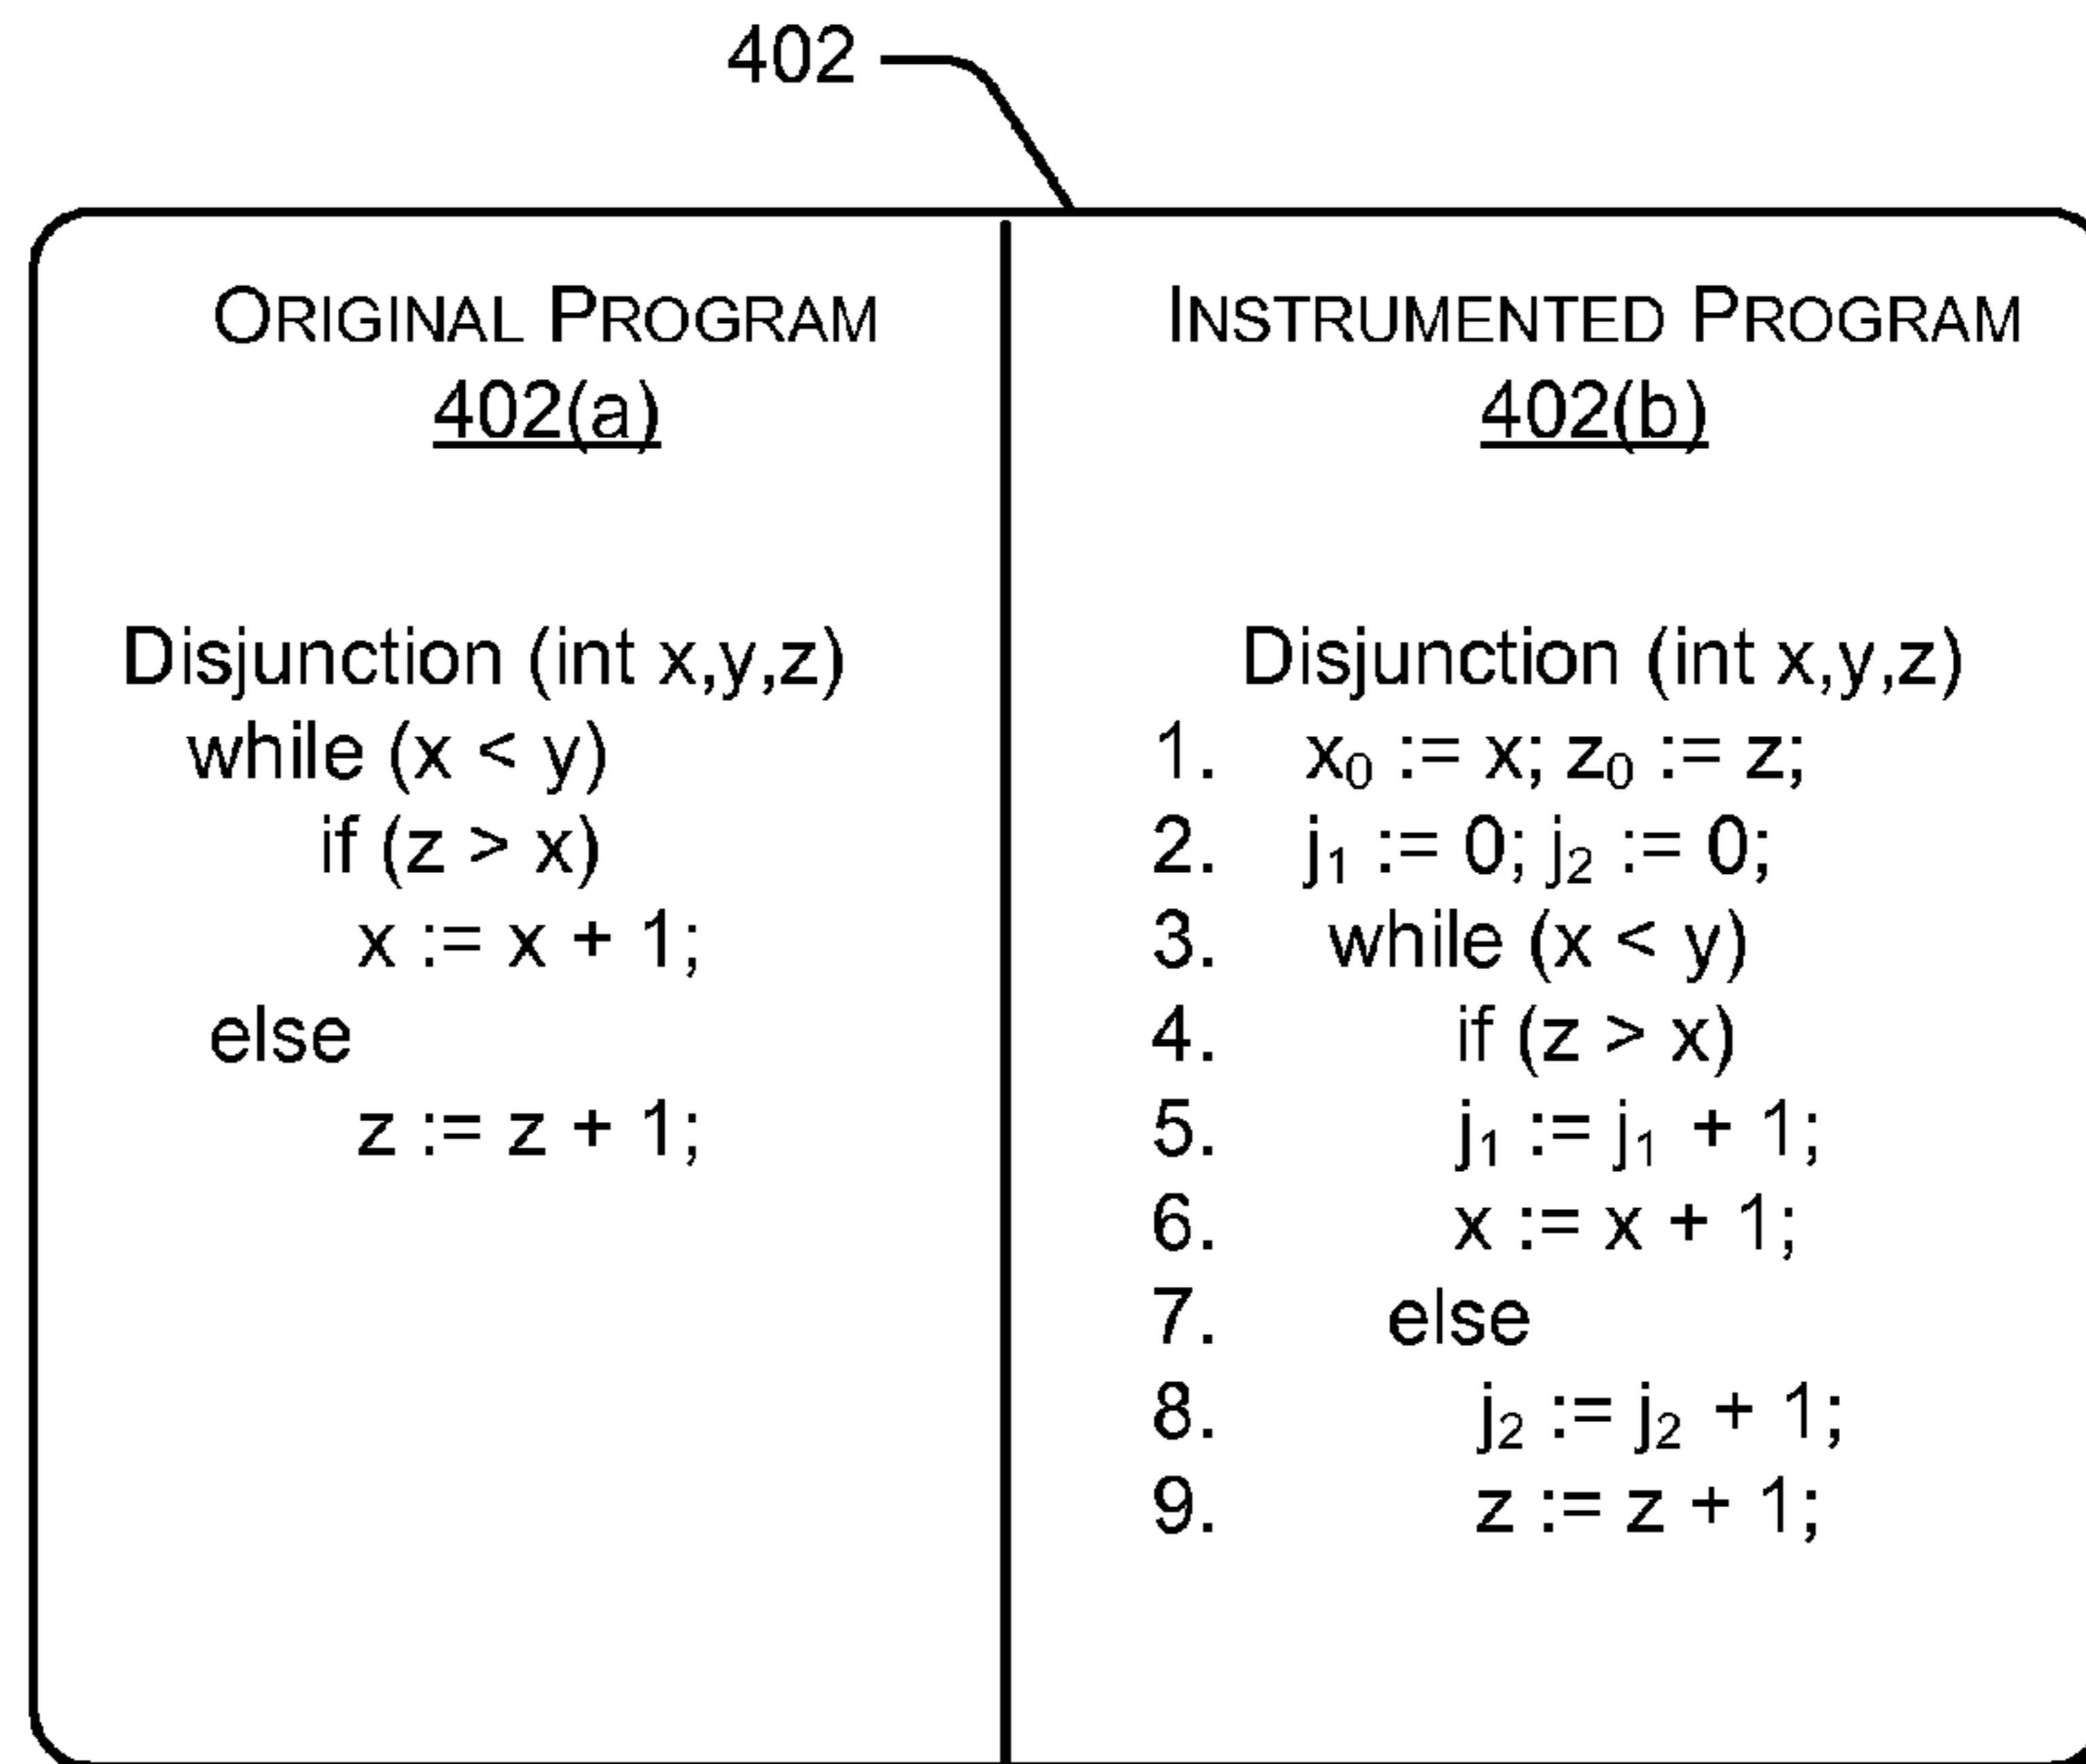 402
ORIGINAL PROGRAM
402(a)
Disjunction (int x,y,z)
while (x < y)
if (z > x)
x := x + 1;
else
z := z + 1;
INSTRUMENTED PROGRAM
402(b)
Disjunction (int x,y,z)
1. x₀ := x; z₀ := z;
2. j₁ := 0; j₂ := 0;
3. while (x < y)
4. if (z > x)
5. j₁ := j₁ + 1;
6. x := x + 1;
7. else
8. j₂ := j₂ + 1;
9. z := z + 1;